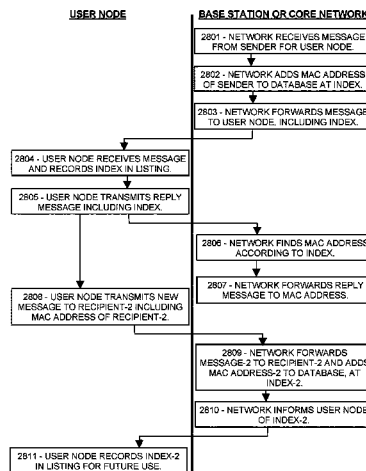 USER NODE
BASE STATION OR CORE NETWORK
2801 - NETWORK RECEIVES MESSAGE
FROM SENDER FOR USER NODE.
2802 - NETWORK ADDS MAC ADDRESS
OF SENDER TO DATABASE AT INDEX.
2803 - NETWORK FORWARDS MESSAGE
TO USER NODE, INCLUDING INDEX.
2804 - USER NODE RECEIVES MESSAGE
AND RECORDS INDEX IN LISTING.
2805 - USER NODE TRANSMITS REPLY
MESSAGE INCLUDING INDEX.
2806 - NETWORK FINDS MAC ADDRESS
ACCORDING TO INDEX.
2807 - NETWORK FORWARDS REPLY
MESSAGE TO MAC ADDRESS.
2808 - USER NODE TRANSMITS NEW
MESSAGE TO RECIPIENT-2 INCLUDING
MAC ADDRESS OF RECIPIENT-2.
2809 - NETWORK FORWARDS
MESSAGE-2 TO RECIPIENT-2 AND ADDS
MAC ADDRESS-2 TO DATABASE, AT
INDEX-2.
2810 - NETWORK INFORMS USER NODE
OF INDEX-2.
2811 - USER NODE RECORDS INDEX-2
IN LISTING FOR FUTURE USE.